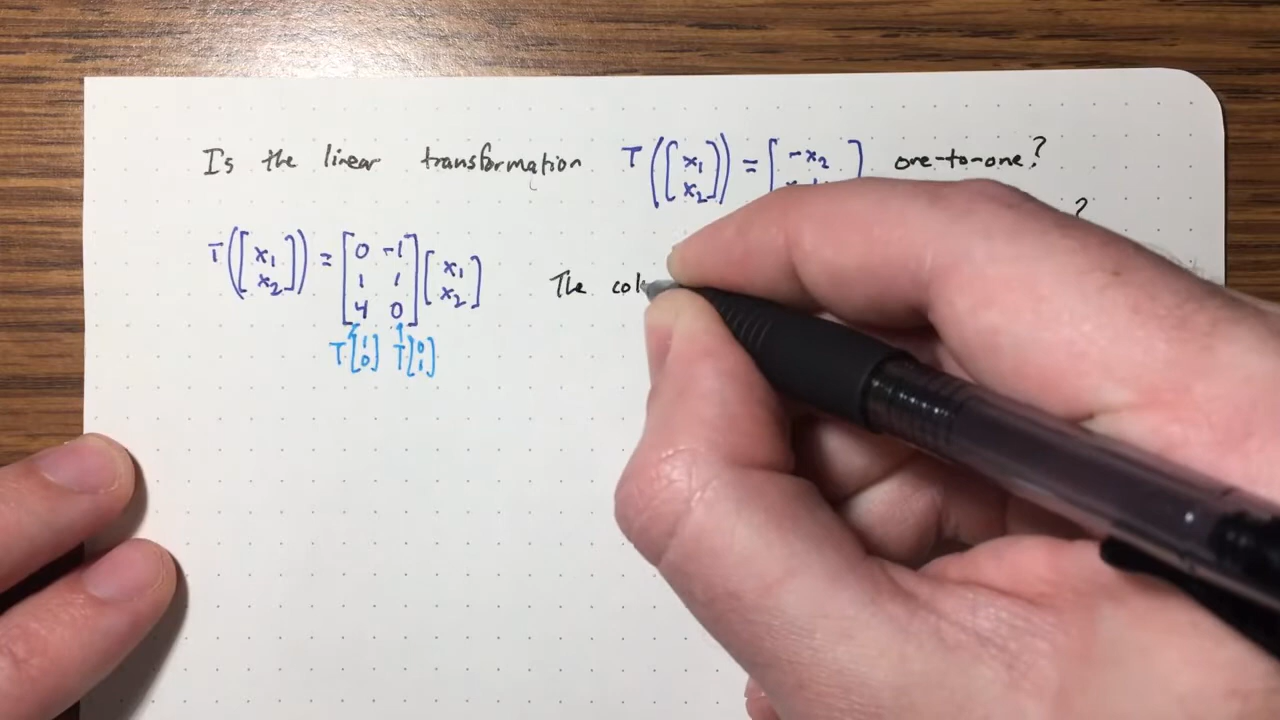 Is the linear transformation T([x1 x2]) = [-x2 one-to-one?
?
T([x1 x2]) = [0 -1 1 1 4 0] [x1 x2] The col
T[1 0] T[0 1]